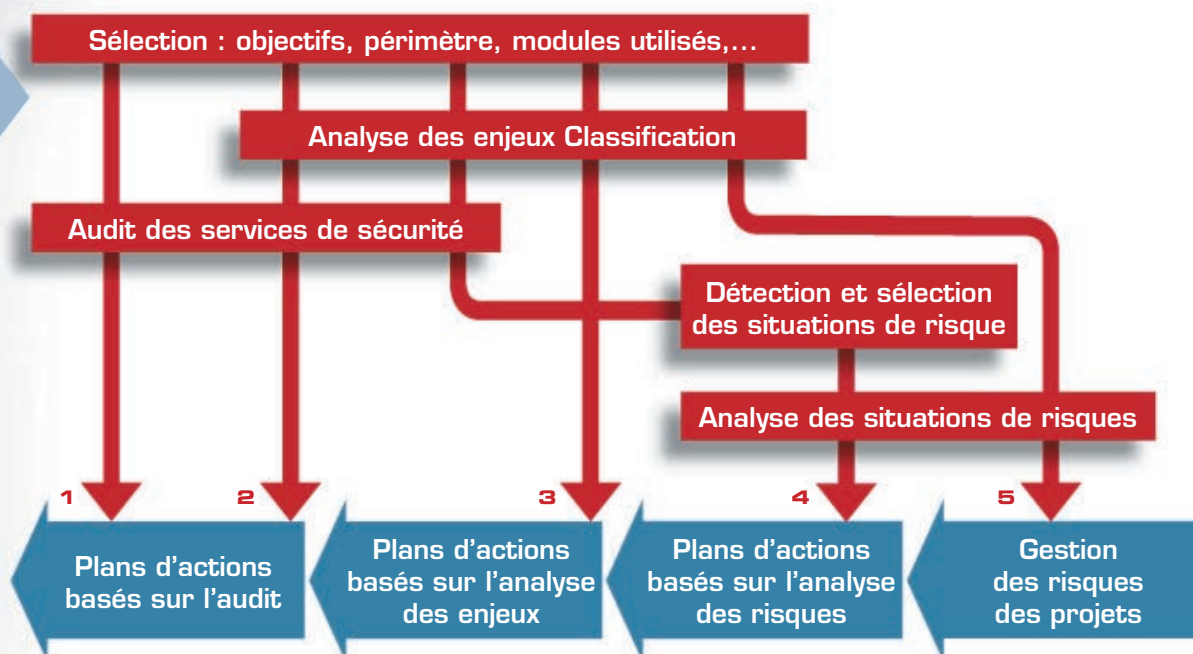 Sélection : objectifs, périmètre, modules utilisés,...
Analyse des enjeux Classification
Audit des services de sécurité
Détection et sélection
des situations de risque
Analyse des situations de risques
1
2
3
4
5
Plans d'actions
basés sur l'audit
Plans d'actions
basés sur l'analyse
des enjeux
Plans d'actions
basés sur l'analyse
des risques
Gestion
des risques
des projets